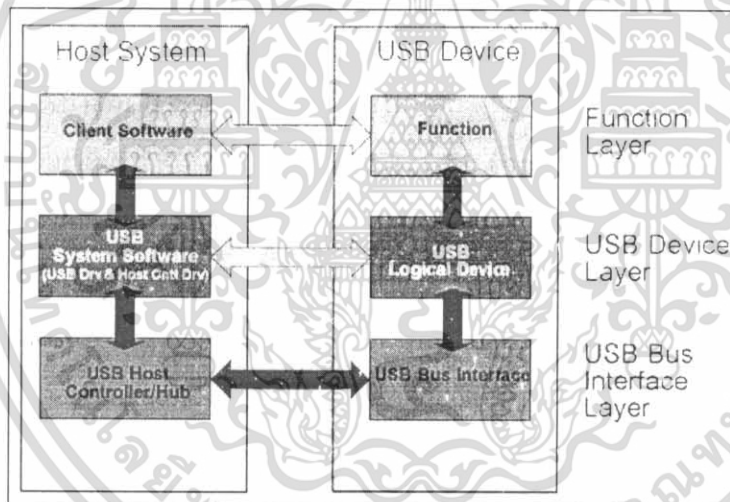 Host System
USB Device
Client Software
Function
Function
Layer
USB
System Software
(USB Drv & Host Cntl Drv)
USB
Logical Device
USB Device
Layer
USB Host
Controller/Hub
USB Bus Interface
USB Bus
Interface
Layer